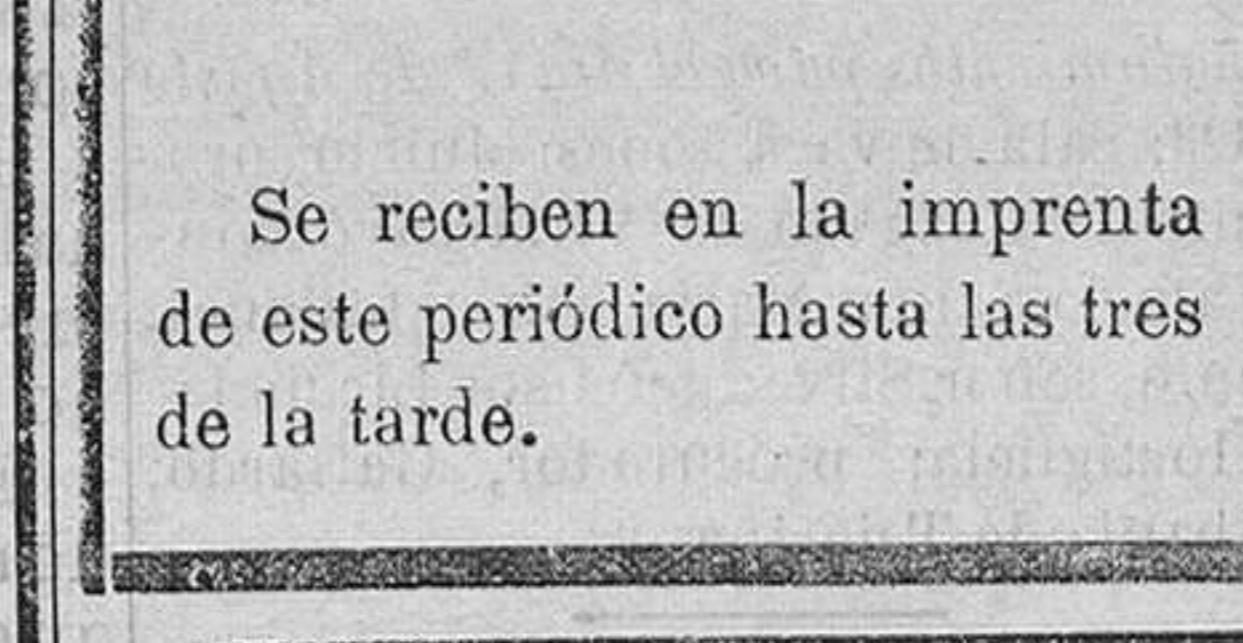 Se reciben en la imprenta
de este periódico hasta las tres
de la tarde.